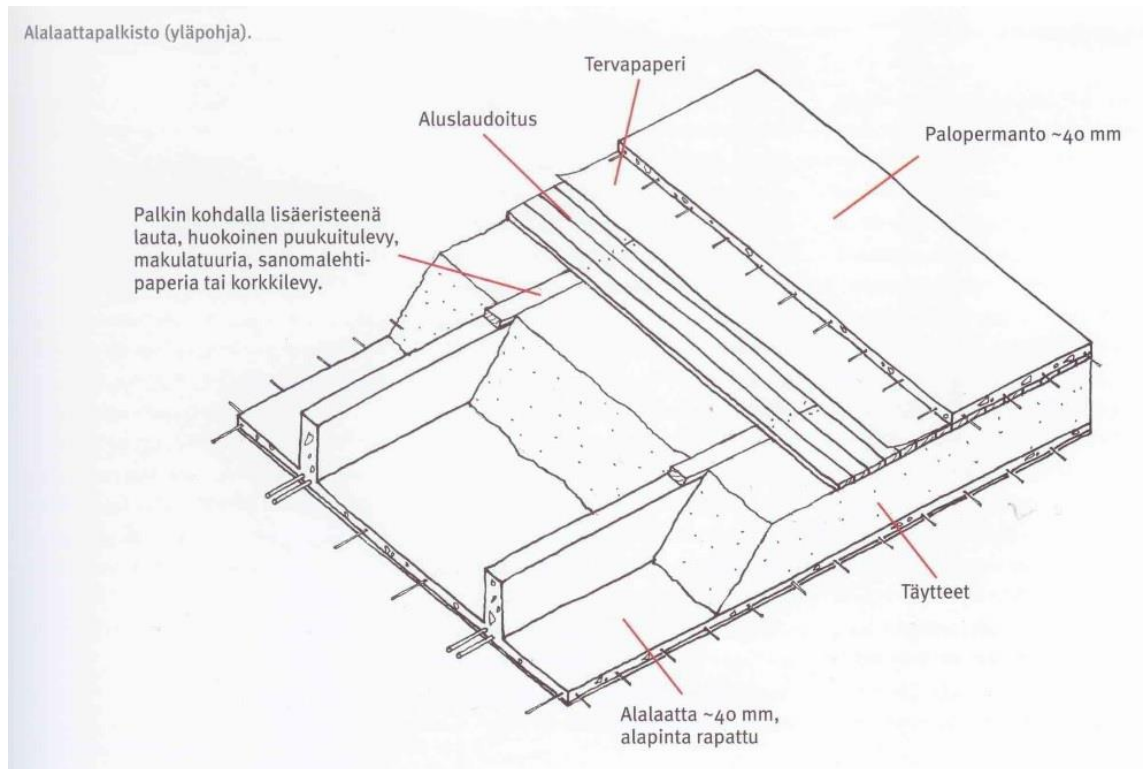 Alalaattapalkisto (yläpohja).
Tervapaperi
Aluslaudoitus
Palopermanto ~40 mm
Palkin kohdalla lisäeristeenä
lauta, huokoinen puukuitulevy,
makulatuuria, sanomalehti-
paperia tai korkkilevy.
Täytteet
Alalaatta ~40 mm,
alapinta rapattu